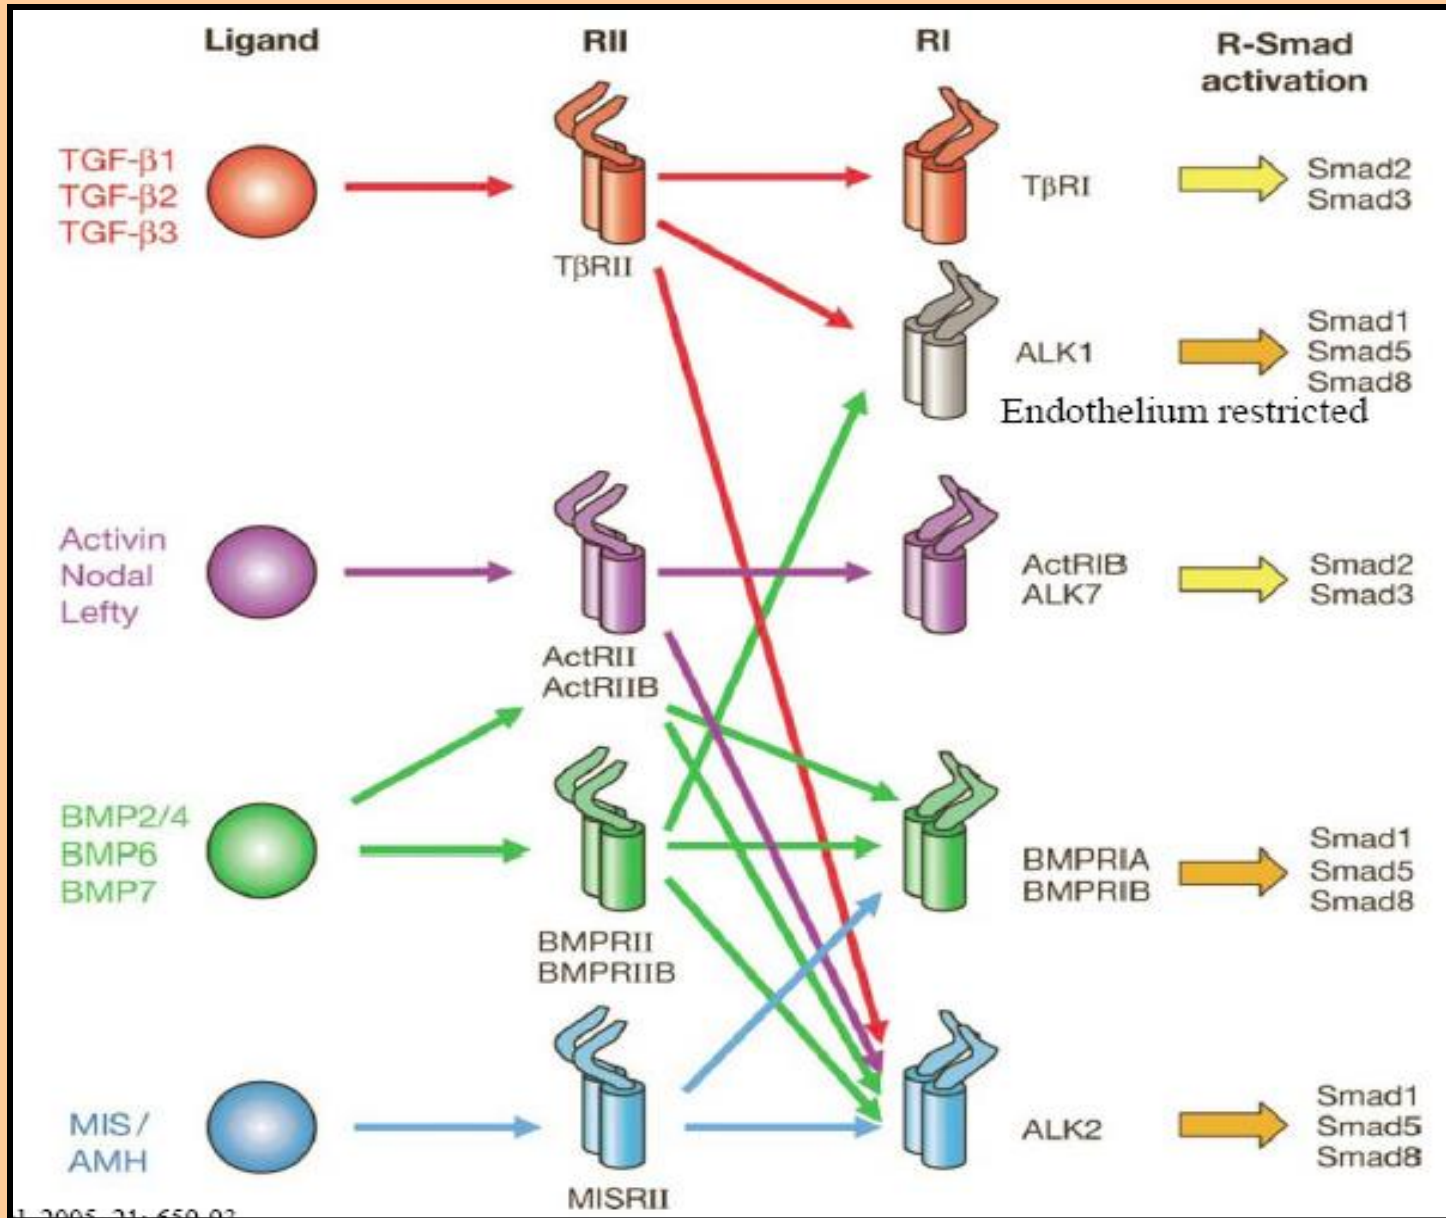 Ligand
RII
RI
R-Smad
activation
TGF-β1
TGF-β2
TGF-β3
TβRII
TβRI
Smad2
Smad3
ALK1
Endothelium restricted
Smad1
Smad5
Smad8
Activin
Nodal
Lefty
ActRII
ActRIIB
ActRIB
ALK7
Smad2
Smad3
BMP2/4
BMP6
BMP7
BMPRII
BMPRIIB
BMPRIA
BMPRIB
Smad1
Smad5
Smad8
MIS/
AMH
MISRII
ALK2
Smad1
Smad5
Smad8
2005